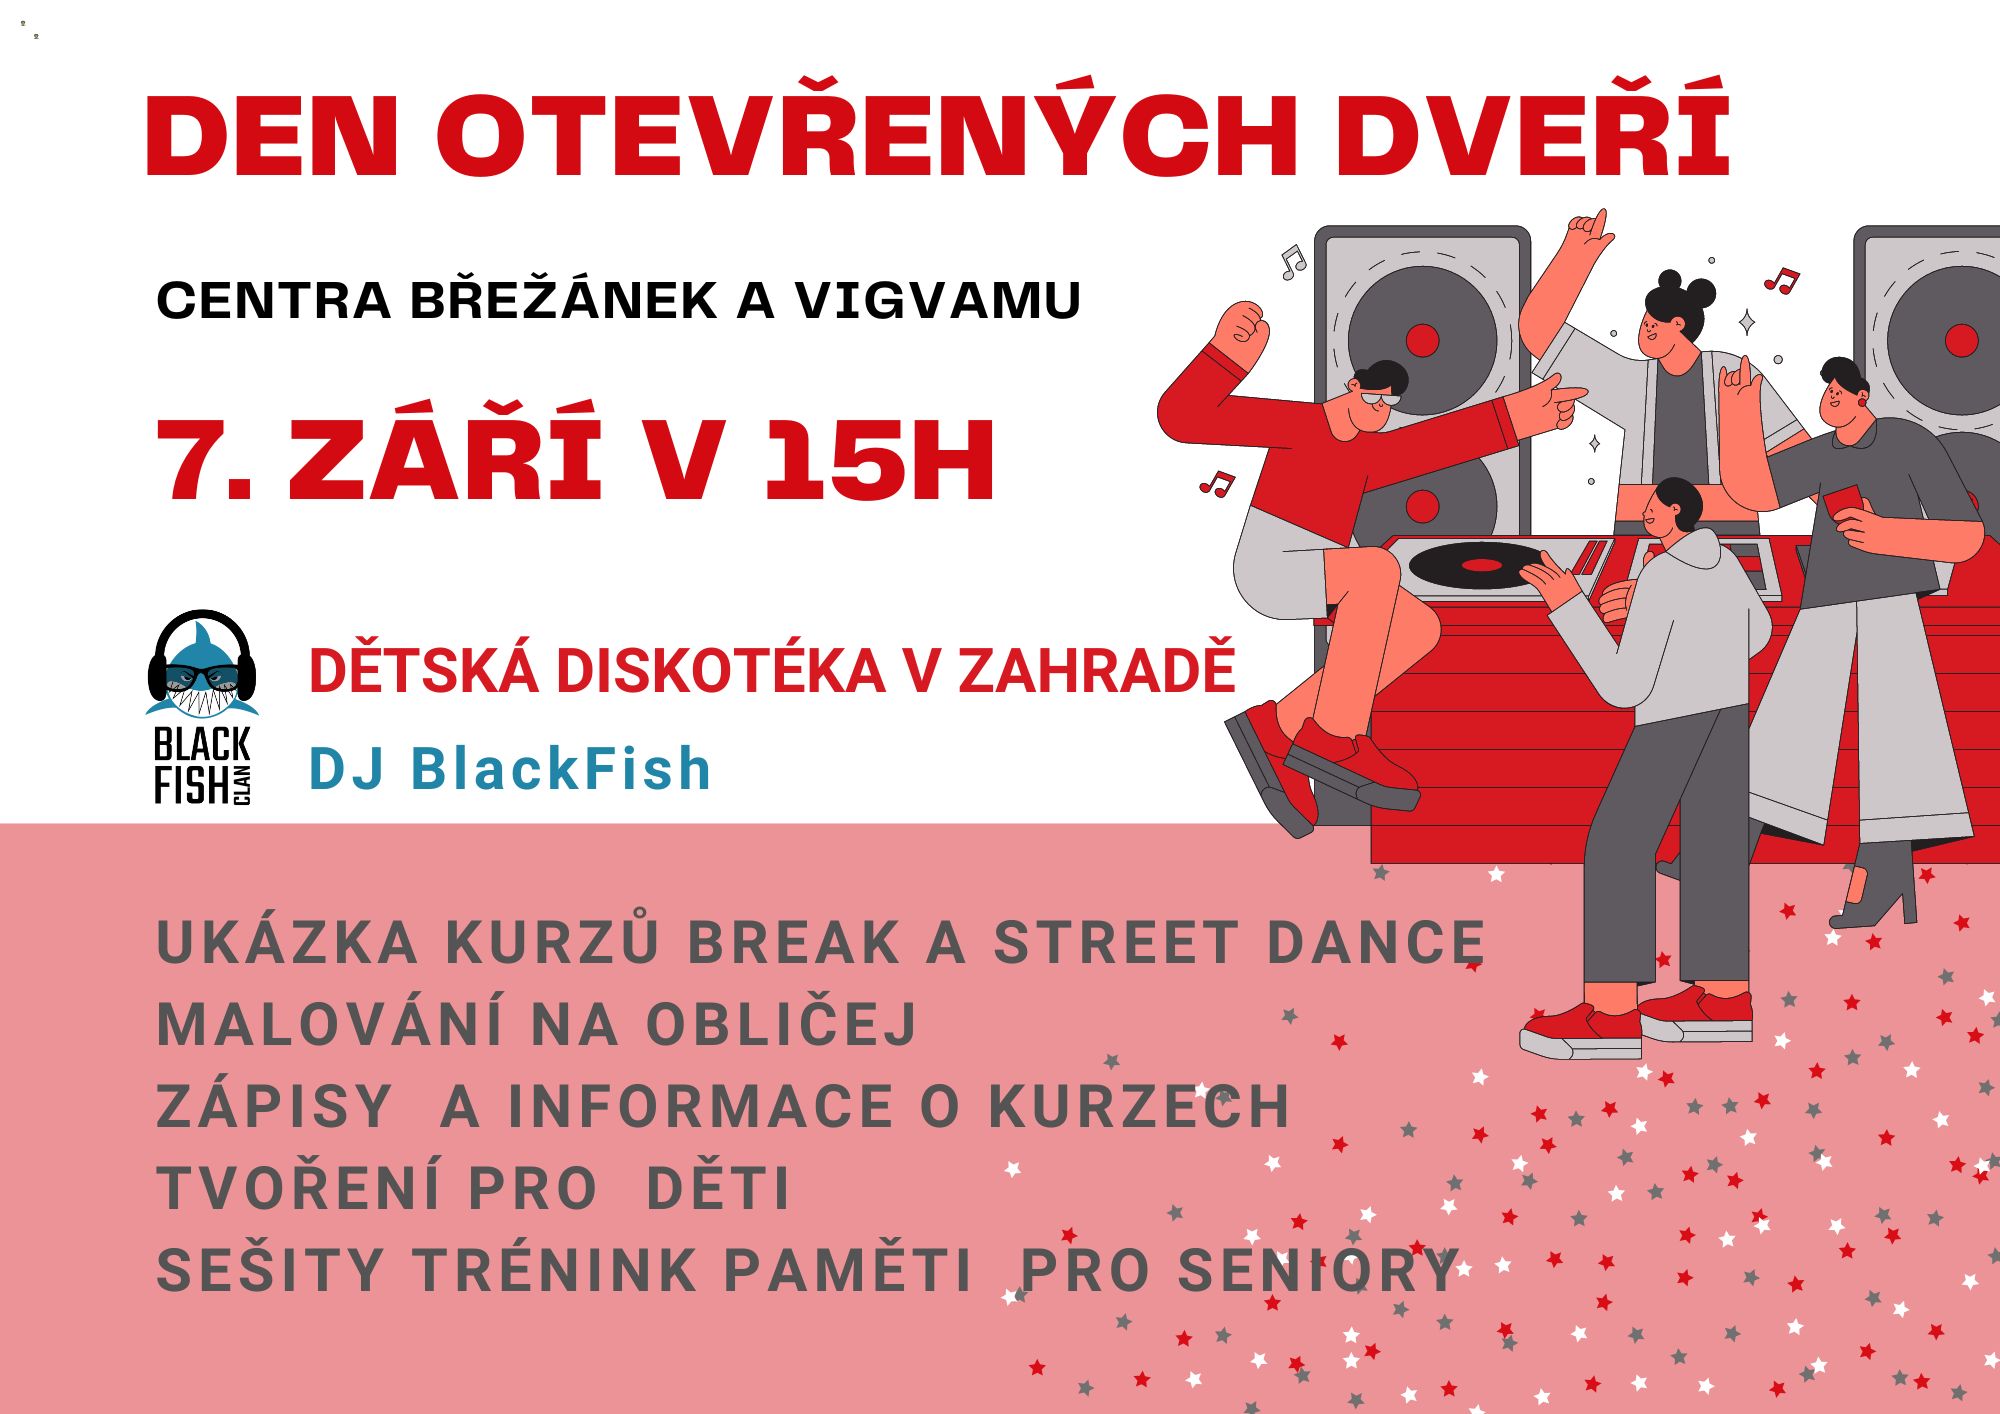 DEN OTEVŘENÝCH DVEŘÍ
CENTRA BŘEŽÁNEK A VIGVAMU
7. ZÁŘÍ V 15H
DĚTSKÁ DISKOTÉKA V ZAHRADĚ
DJ BlackFish
BLACK
FISH CLAN
UKÁZKA KURZŮ BREAK A STREET DANCE
MALOVÁNÍ NA OBLIČEJ
ZÁPISY A INFORMACE O KURZECH
TVOŘENÍ PRO DĚTI
SEŠITY TRÉNINK PAMĚTI PRO SENIORY